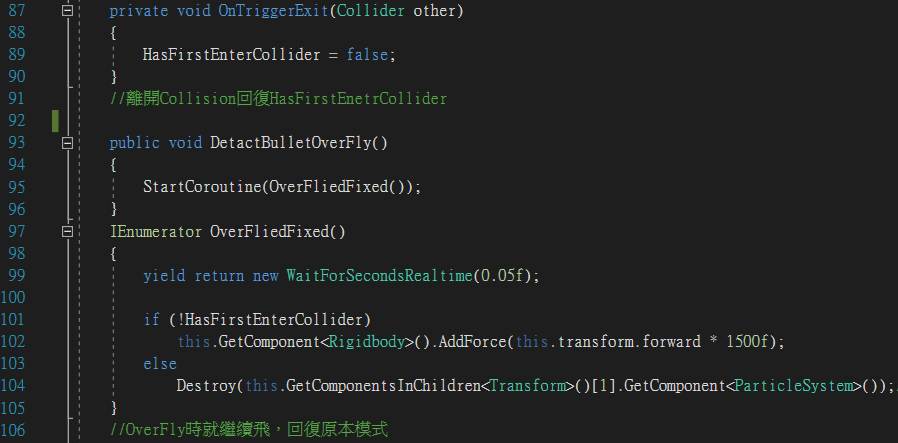 87 private void OnTriggerExit(Collider other)
88 {
89 HasFirstEnterCollider = false;
90 }
91 //離開Collision回復HasFirstEnetrCollider
92
93 public void DetactBulletOverFly()
94 {
95 StartCoroutine(OverFliedFixed());
96 }
97 IEnumerator OverFliedFixed()
98 {
99 yield return new WaitForSecondsRealtime(0.05f);
100
101 if (!HasFirstEnterCollider)
102 this.GetComponent<Rigidbody>().AddForce(this.transform.forward * 1500f);
103 else
104 Destroy(this.GetComponentsInChildren<Transform>()[1].GetComponent<ParticleSystem>());
105 }
106 //OverFly時就繼續飛，回復原本模式